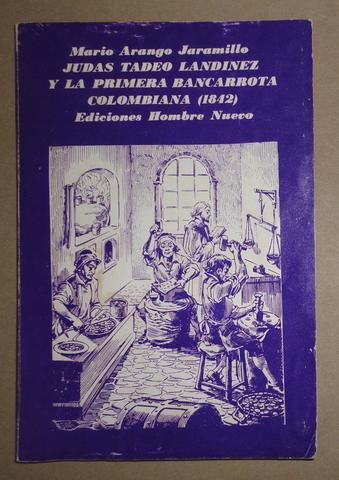 Mario Arango Jaramillo
JUDAS TADEO LANDINEZ
Y LA PRIMERA BANCARROTA
COLOMBIANA (1842)
Ediciones Hombre Nuevo